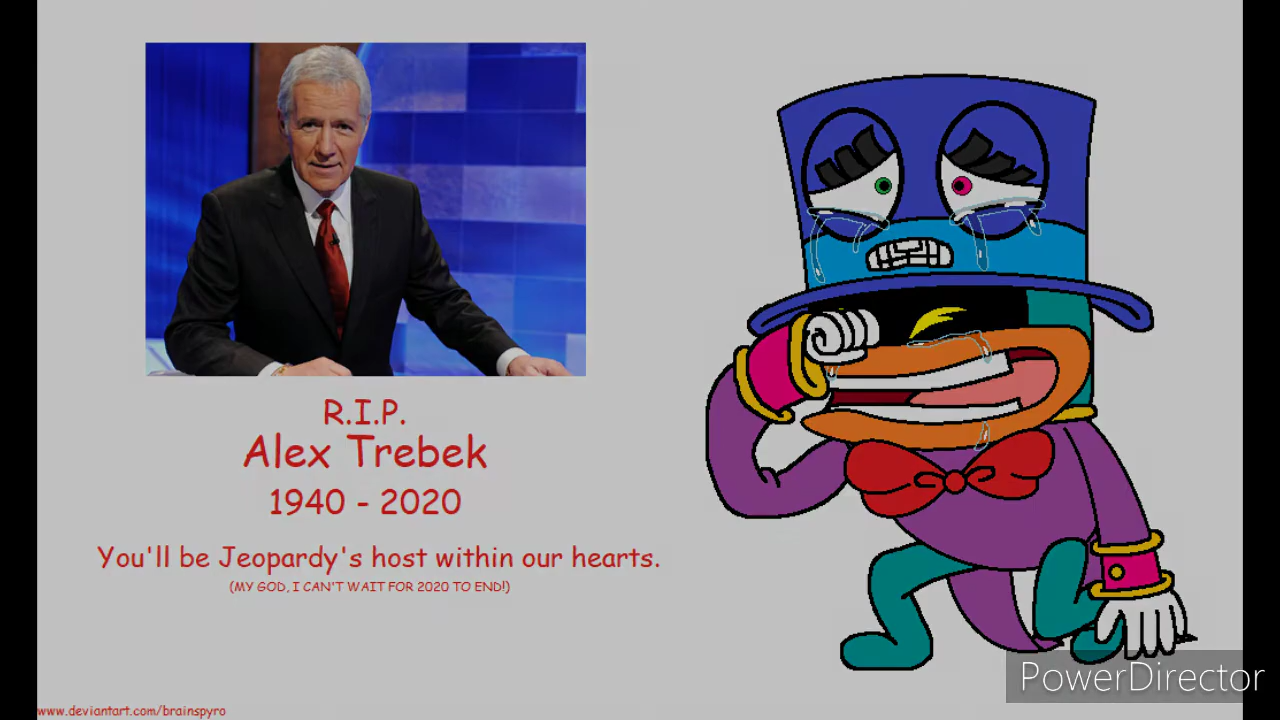 R.I.P.
Alex Trebek
1940 - 2020
You'll be Jeopardy's host within our hearts.
(MY GOD, I CAN'T WAIT FOR 2020 TO END!)
www.deviantart.com/brainspyro
PowerDirector